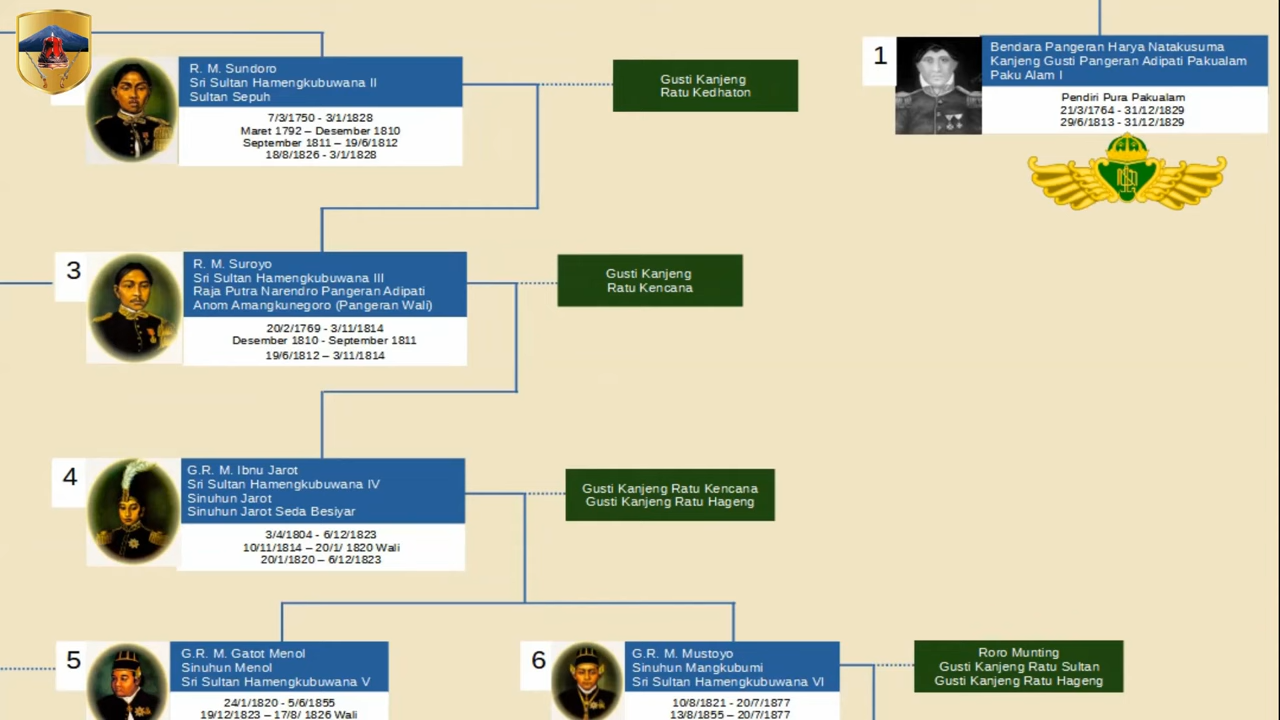 R. M. Sundoro
Sri Sultan Hamengkubuwana II
Sultan Sepuh
7/3/1750 - 3/1/1828
Maret 1792 – Desember 1810
September 1811 – 19/6/1812
18/8/1826 - 3/1/1828
Gusti Kanjeng
Ratu Kedhaton
1
Bendara Pangeran Harya Natakusuma
Kanjeng Gusti Pangeran Adipati Pakualam
Paku Alam I
Pendiri Pura Pakualam
21/3/1764 - 31/12/1829
29/6/1813 - 31/12/1829
3
R. M. Suroyo
Sri Sultan Hamengkubuwana III
Raja Putra Narendro Pangeran Adipati
Anom Amangkunegoro (Pangeran Wali)
20/2/1769 - 3/11/1814
Desember 1810 - September 1811
19/6/1812 – 3/11/1814
Gusti Kanjeng
Ratu Kencana
4
G.R. M. Ibnu Jarot
Sri Sultan Hamengkubuwana IV
Sinuhun Jarot
Sinuhun Jarot Seda Besiyar
3/4/1804 - 6/12/1823
10/11/1814 – 20/1/ 1820 Wali
20/1/1820 – 6/12/1823
Gusti Kanjeng Ratu Kencana
Gusti Kanjeng Ratu Hageng
5
G.R. M. Gatot Menol
Sinuhun Menol
Sri Sultan Hamengkubuwana V
24/1/1820 - 5/6/1855
19/12/1823 – 17/8/ 1826 Wali
6
G.R. M. Mustoyo
Sinuhun Mangkubumi
Sri Sultan Hamengkubuwana VI
10/8/1821 - 20/7/1877
13/8/1855 – 20/7/1877
Roro Munting
Gusti Kanjeng Ratu Sultan
Gusti Kanjeng Ratu Hageng